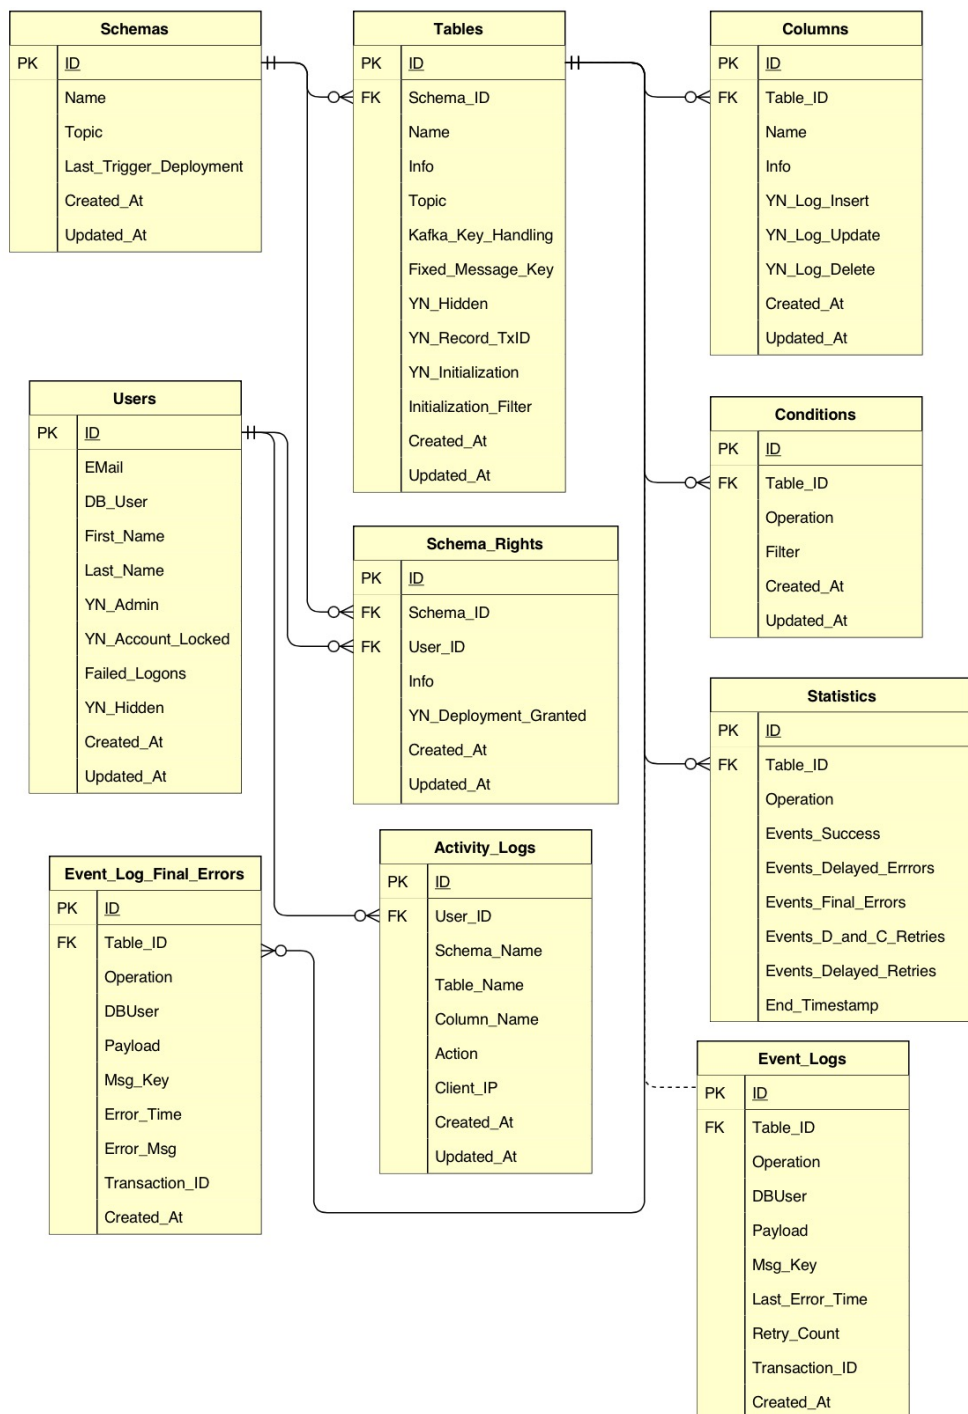 Schemas
PK ID
Name
Topic
Last_Trigger_Deployment
Created_At
Updated_At
Tables
PK ID
FK Schema_ID
Name
Info
Topic
Kafka_Key_Handling
Fixed_Message_Key
YN_Hidden
YN_Record_TxID
YN_Initialization
Initialization_Filter
Created_At
Updated_At
Columns
PK ID
FK Table_ID
Name
Info
YN_Log_Insert
YN_Log_Update
YN_Log_Delete
Created_At
Updated_At
Users
PK ID
EMail
DB_User
First_Name
Last_Name
YN_Admin
YN_Account_Locked
Failed_Logons
YN_Hidden
Created_At
Updated_At
Conditions
PK ID
FK Table_ID
Operation
Filter
Created_At
Updated_At
Schema_Rights
PK ID
FK Schema_ID
FK User_ID
Info
YN_Deployment_Granted
Created_At
Updated_At
Statistics
PK ID
FK Table_ID
Operation
Events_Success
Events_Delayed_Errrors
Events_Final_Errors
Events_D_and_C_Retries
Events_Delayed_Retries
End_Timestamp
Event_Log_Final_Errors
PK ID
FK Table_ID
Operation
DBUser
Payload
Msg_Key
Error_Time
Error_Msg
Transaction_ID
Created_At
Activity_Logs
PK ID
FK User_ID
Schema_Name
Table_Name
Column_Name
Action
Client_IP
Created_At
Updated_At
Event_Logs
PK ID
FK Table_ID
Operation
DBUser
Payload
Msg_Key
Last_Error_Time
Retry_Count
Transaction_ID
Created_At